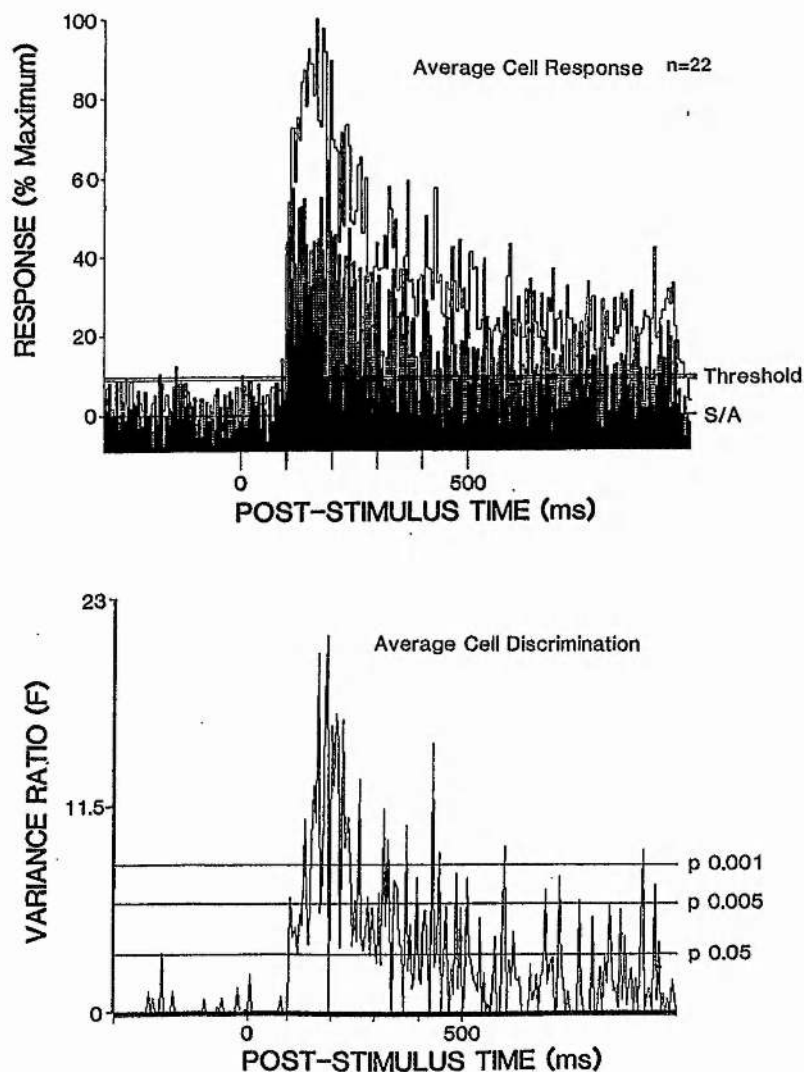 100
Average Cell Response n=22
80
60
40
20
0
RESPONSE (% Maximum)
Threshold
S/A
0 500
POST-STIMULUS TIME (ms)
23
Average Cell Discrimination
11.5
0
VARIANCE RATIO (F)
p 0.001
p 0.005
p 0.05
0 500
POST-STIMULUS TIME (ms)